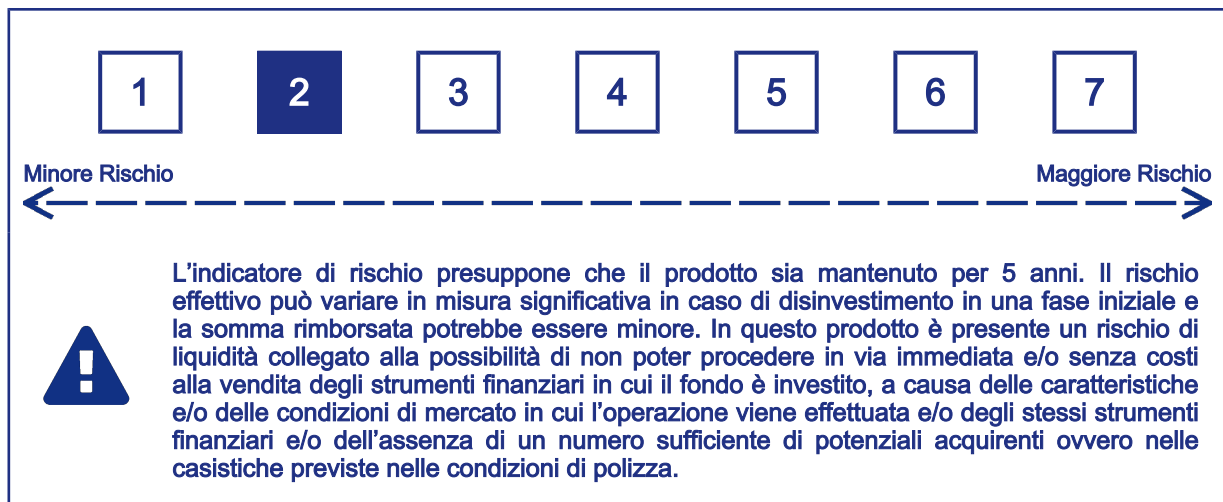 1 2 3 4 5 6 7
Minore Rischio Maggiore Rischio
L'indicatore di rischio presuppone che il prodotto sia mantenuto per 5 anni. Il rischio
effettivo può variare in misura significativa in caso di disinvestimento in una fase iniziale e
la somma rimborsata potrebbe essere minore. In questo prodotto è presente un rischio di
liquidità collegato alla possibilità di non poter procedere in via immediata e/o senza costi
alla vendita degli strumenti finanziari in cui il fondo è investito, a causa delle caratteristiche
e/o delle condizioni di mercato in cui l'operazione viene effettuata e/o degli stessi strumenti
finanziari e/o dell'assenza di un numero sufficiente di potenziali acquirenti ovvero nelle
casistiche previste nelle condizioni di polizza.